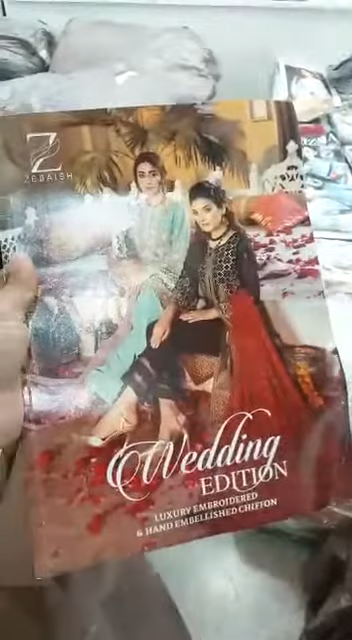 Z
ZEBAISH
Wedding
EDITION
LUXURY EMBROIDERED
& HAND EMBELLISHED CHIFFON